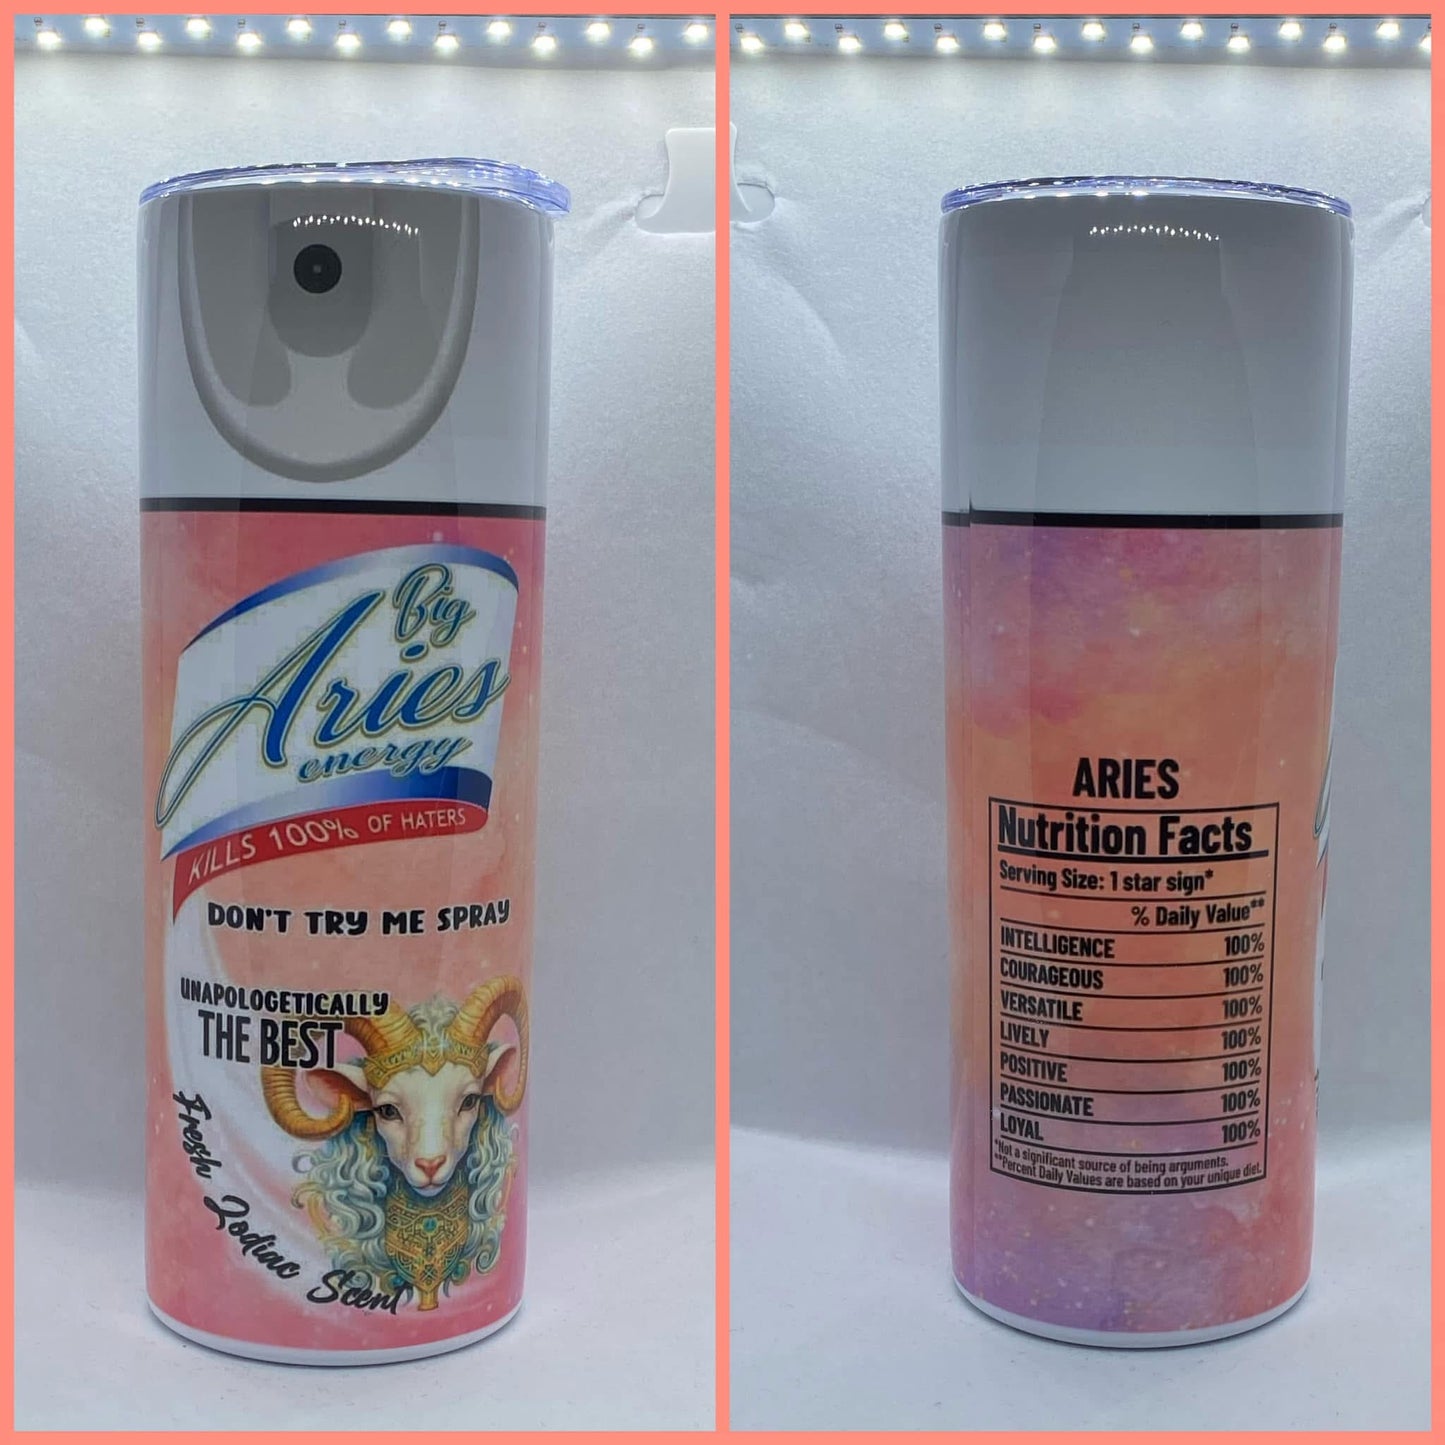 Big
Aries
energy
KILLS 100% OF HATERS
DON'T TRY ME SPRAY
UNAPOLOGETICALLY
THE BEST
Fresh Zodiac Scent
ARIES
Nutrition Facts
Serving Size: 1 star sign*
% Daily Value**
INTELLIGENCE 100%
COURAGEOUS 100%
VERSATILE 100%
LIVELY 100%
POSITIVE 100%
PASSIONATE 100%
LOYAL 100%
*Not a significant source of being arguments.
**Percent Daily Values are based on your unique diet.